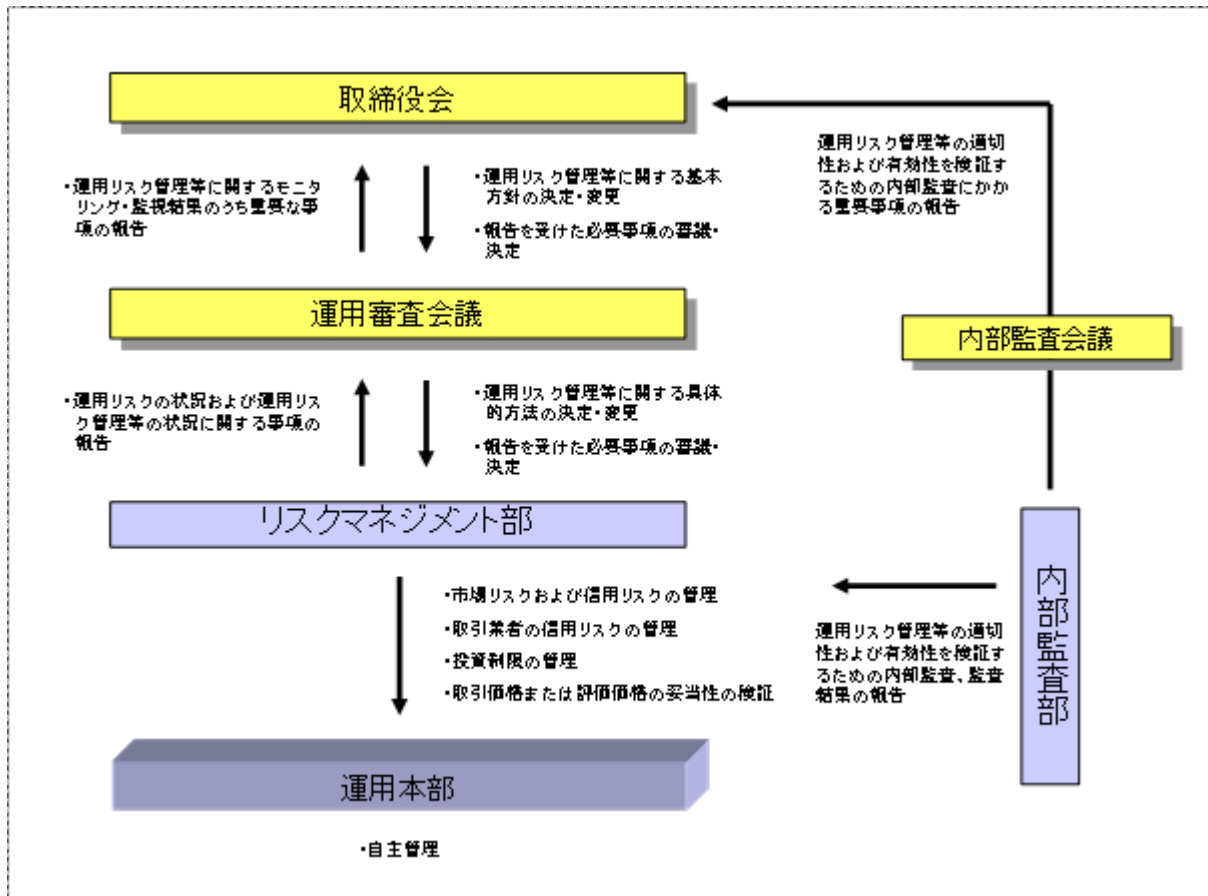 取締役会
・運用リスク管理等に関するモニタ
リング・監視結果のうち重要な事
項の報告
・運用リスク管理等に関する基本
方針の決定・変更
・報告を受けた必要事項の審議・
決定
運用リスク管理等の適切
性および有効性を検証す
るための内部監査にかか
る重要事項の報告
運用審査会議
内部監査会議
・運用リスクの状況および運用リス
ク管理等の状況に関する事項の
報告
・運用リスク管理等に関する具体
的方法の決定・変更
・報告を受けた必要事項の審議・
決定
リスクマネジメント部
・市場リスクおよび信用リスクの管理
・取引業者の信用リスクの管理
・投資制限の管理
・取引価格または評価価格の妥当性の検証
運用リスク管理等の適切
性および有効性を検証す
るための内部監査、監査
結果の報告
内部監査部
運用本部
・自主管理